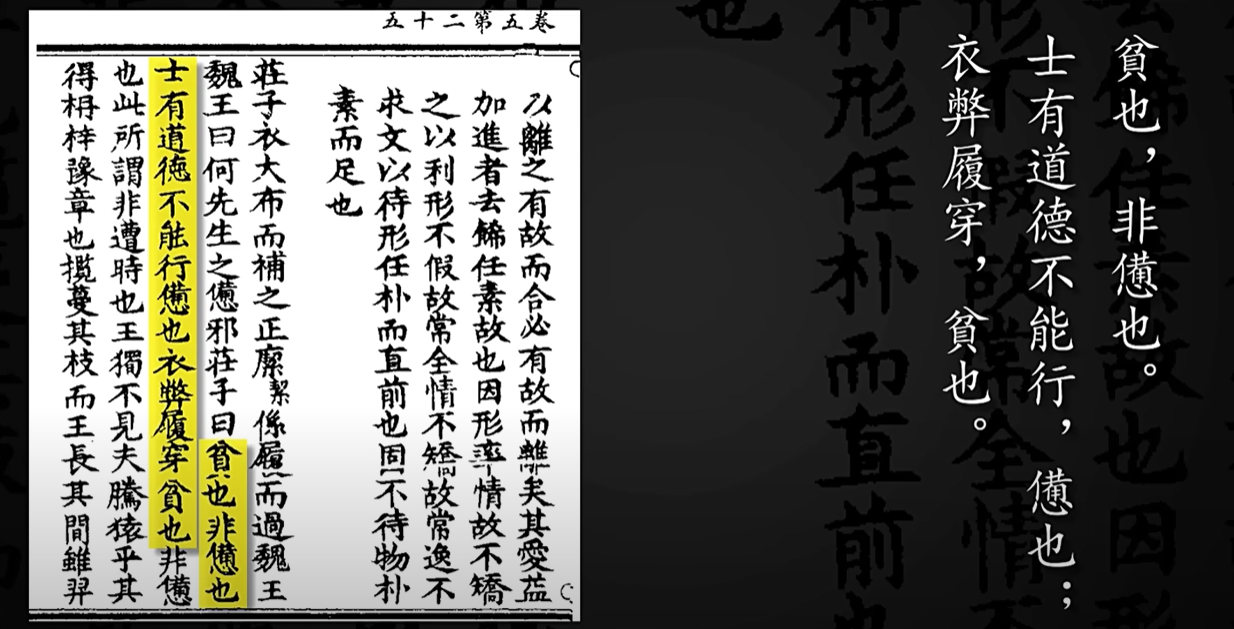 貧也，非憊也。
士有道德不能行，憊也；
衣弊履穿，貧也。
卷五第二十五
以離之有故而合必有故而離矣其愛益
加進者去餙任素故也因形率情故不矯
之以利形不假故常全情不矯故常逸不
求文以待形任朴而直前也固不待物朴
素而足也
莊子衣大布而補之正緳絜係履而過魏王
魏王曰何先生之憊邪莊子曰貧也非憊也
士有道德不能行憊也衣弊履穿貧也非憊
也此所謂非遭時也王獨不見夫騰猿乎其
得枏梓豫章也攬蔓其枝而王長其間雖羿